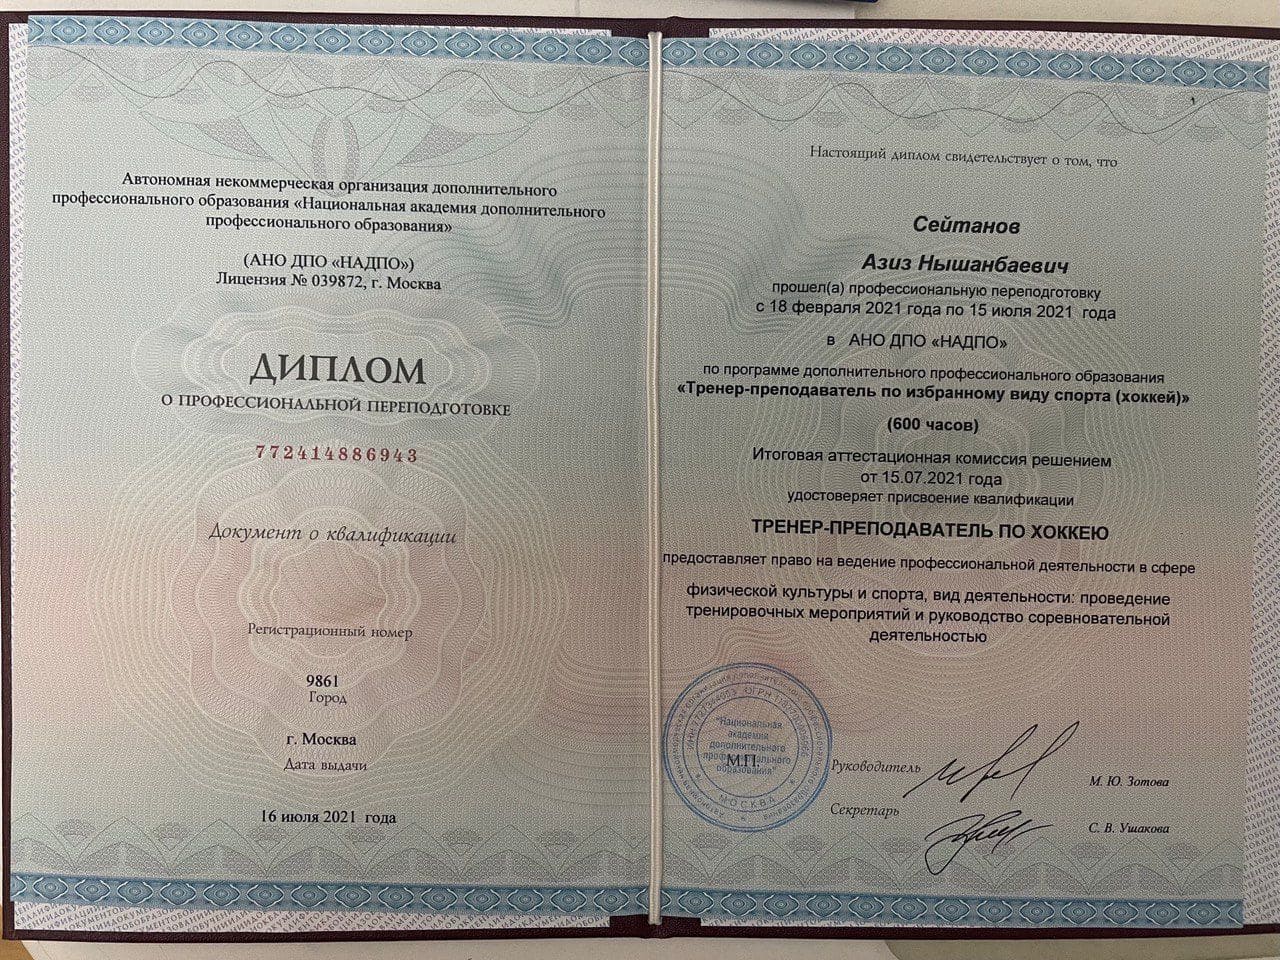 Автономная некоммерческая организация дополнительного
профессионального образования «Национальная академия дополнительного
профессионального образования»
(АНО ДПО «НАДПО»)
Лицензия № 039872, г. Москва
ДИПЛОМ
О ПРОФЕССИОНАЛЬНОЙ ПЕРЕПОДГОТОВКЕ
772414886943
Документ о квалификации
Регистрационный номер
9861
Город
г. Москва
Дата выдачи
16 июля 2021 года
Настоящий диплом свидетельствует о том, что
Сейтанов
Азиз Нышанбаевич
прошел(а) профессиональную переподготовку
с 18 февраля 2021 года по 15 июля 2021 года
в АНО ДПО «НАДПО»
по программе дополнительного профессионального образования
«Тренер-преподаватель по избранному виду спорта (хоккей)»
(600 часов)
Итоговая аттестационная комиссия решением
от 15.07.2021 года
удостоверяет присвоение квалификации
ТРЕНЕР-ПРЕПОДАВАТЕЛЬ ПО ХОККЕЮ
предоставляет право на ведение профессиональной деятельности в сфере
физической культуры и спорта, вид деятельности: проведение
тренировочных мероприятий и руководство соревновательной
деятельностью
"Национальная
академия
дополнительного
профессионального
образования"
МОСКВА
М.П.
Руководитель
М. Ю. Зотова
Секретарь
С. В. Ушакова